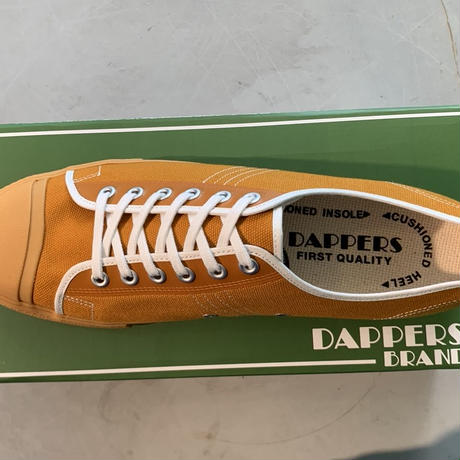 IONED INSOLE
CUSHIONED
HEEL
DAPPERS
FIRST QUALITY
DAPPERS
BRAND